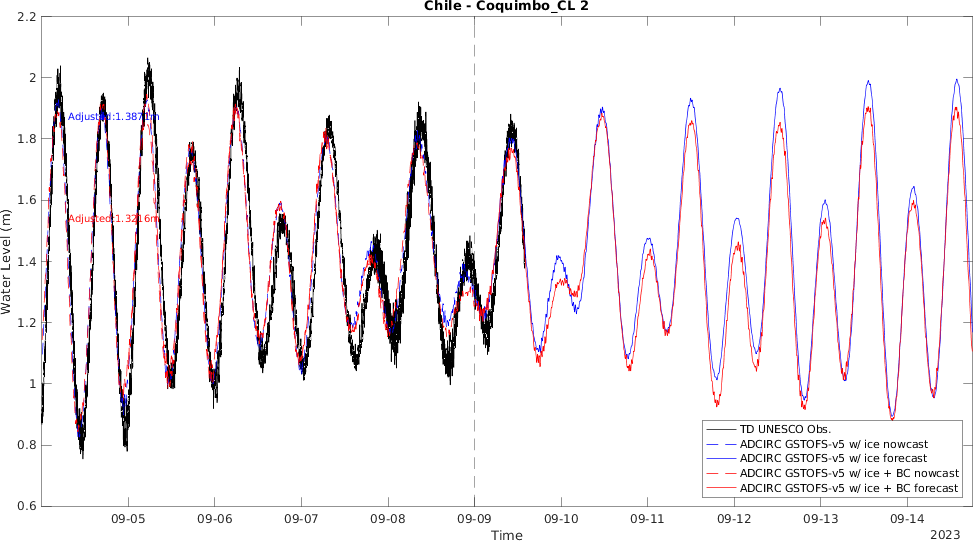 Chile - Coquimbo_CL 2
2.2
2
1.8
1.6
1.4
1.2
1
0.8
0.6
Water Level (m)
Adjusted:1.3871m
Adjusted:1.3216m
TD UNESCO Obs.
ADCIRC GSTOFS-v5 w/ ice nowcast
ADCIRC GSTOFS-v5 w/ ice forecast
ADCIRC GSTOFS-v5 w/ ice + BC nowcast
ADCIRC GSTOFS-v5 w/ ice + BC forecast
09-05 09-06 09-07 09-08 09-09 09-10 09-11 09-12 09-13 09-14
Time
2023